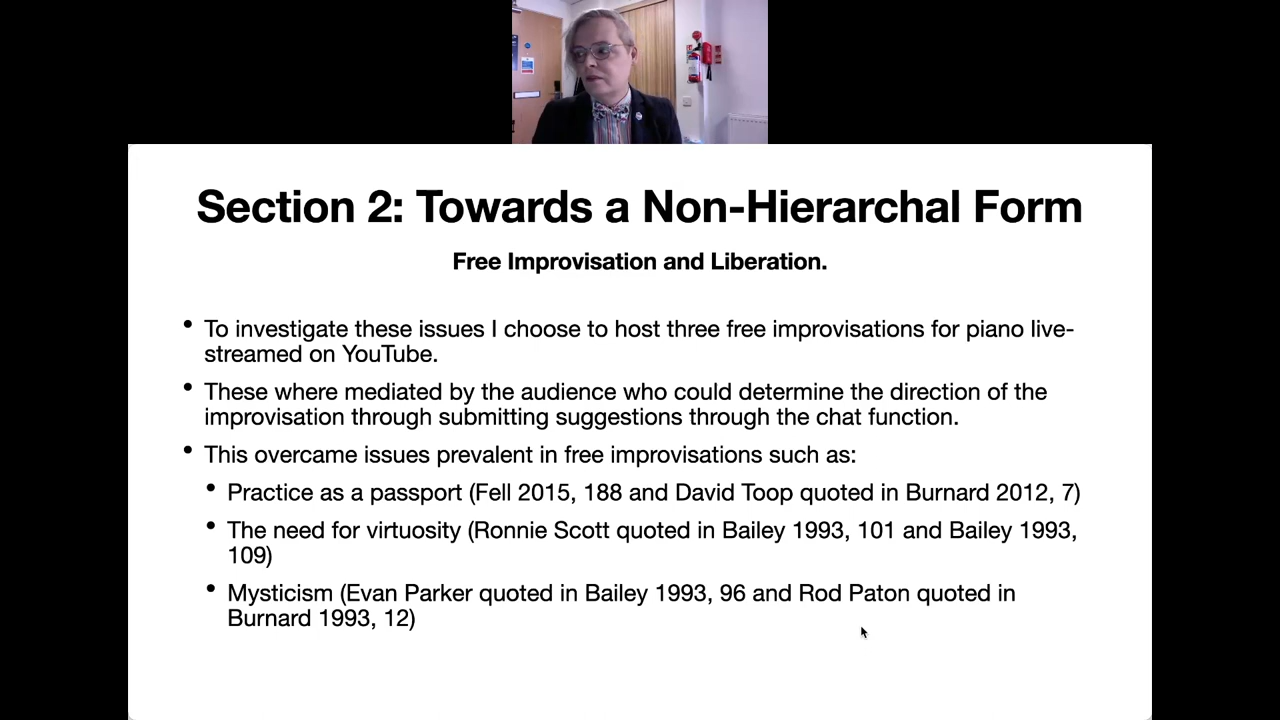 Section 2: Towards a Non-Hierarchal Form
Free Improvisation and Liberation.
• To investigate these issues I choose to host three free improvisations for piano live-
streamed on YouTube.
• These where mediated by the audience who could determine the direction of the
improvisation through submitting suggestions through the chat function.
• This overcame issues prevalent in free improvisations such as:
• Practice as a passport (Fell 2015, 188 and David Toop quoted in Burnard 2012, 7)
• The need for virtuosity (Ronnie Scott quoted in Bailey 1993, 101 and Bailey 1993,
109)
• Mysticism (Evan Parker quoted in Bailey 1993, 96 and Rod Paton quoted in
Burnard 1993, 12)